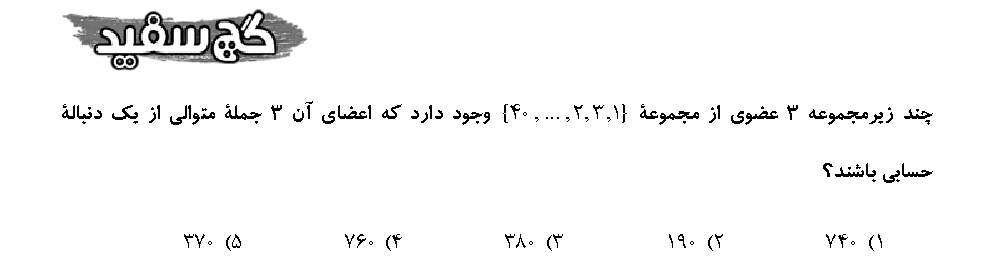 گچ سفید
چند زیرمجموعه ۳ عضوی از مجموعهٔ {۱,۲,۳,...,۴۰} وجود دارد که اعضای آن ۳ جملهٔ متوالی از یک دنبالهٔ
حسابی باشند؟
۱) ۷۴۰ ۲) ۱۹۰ ۳) ۳۸۰ ۴) ۷۶۰ ۵) ۳۷۰